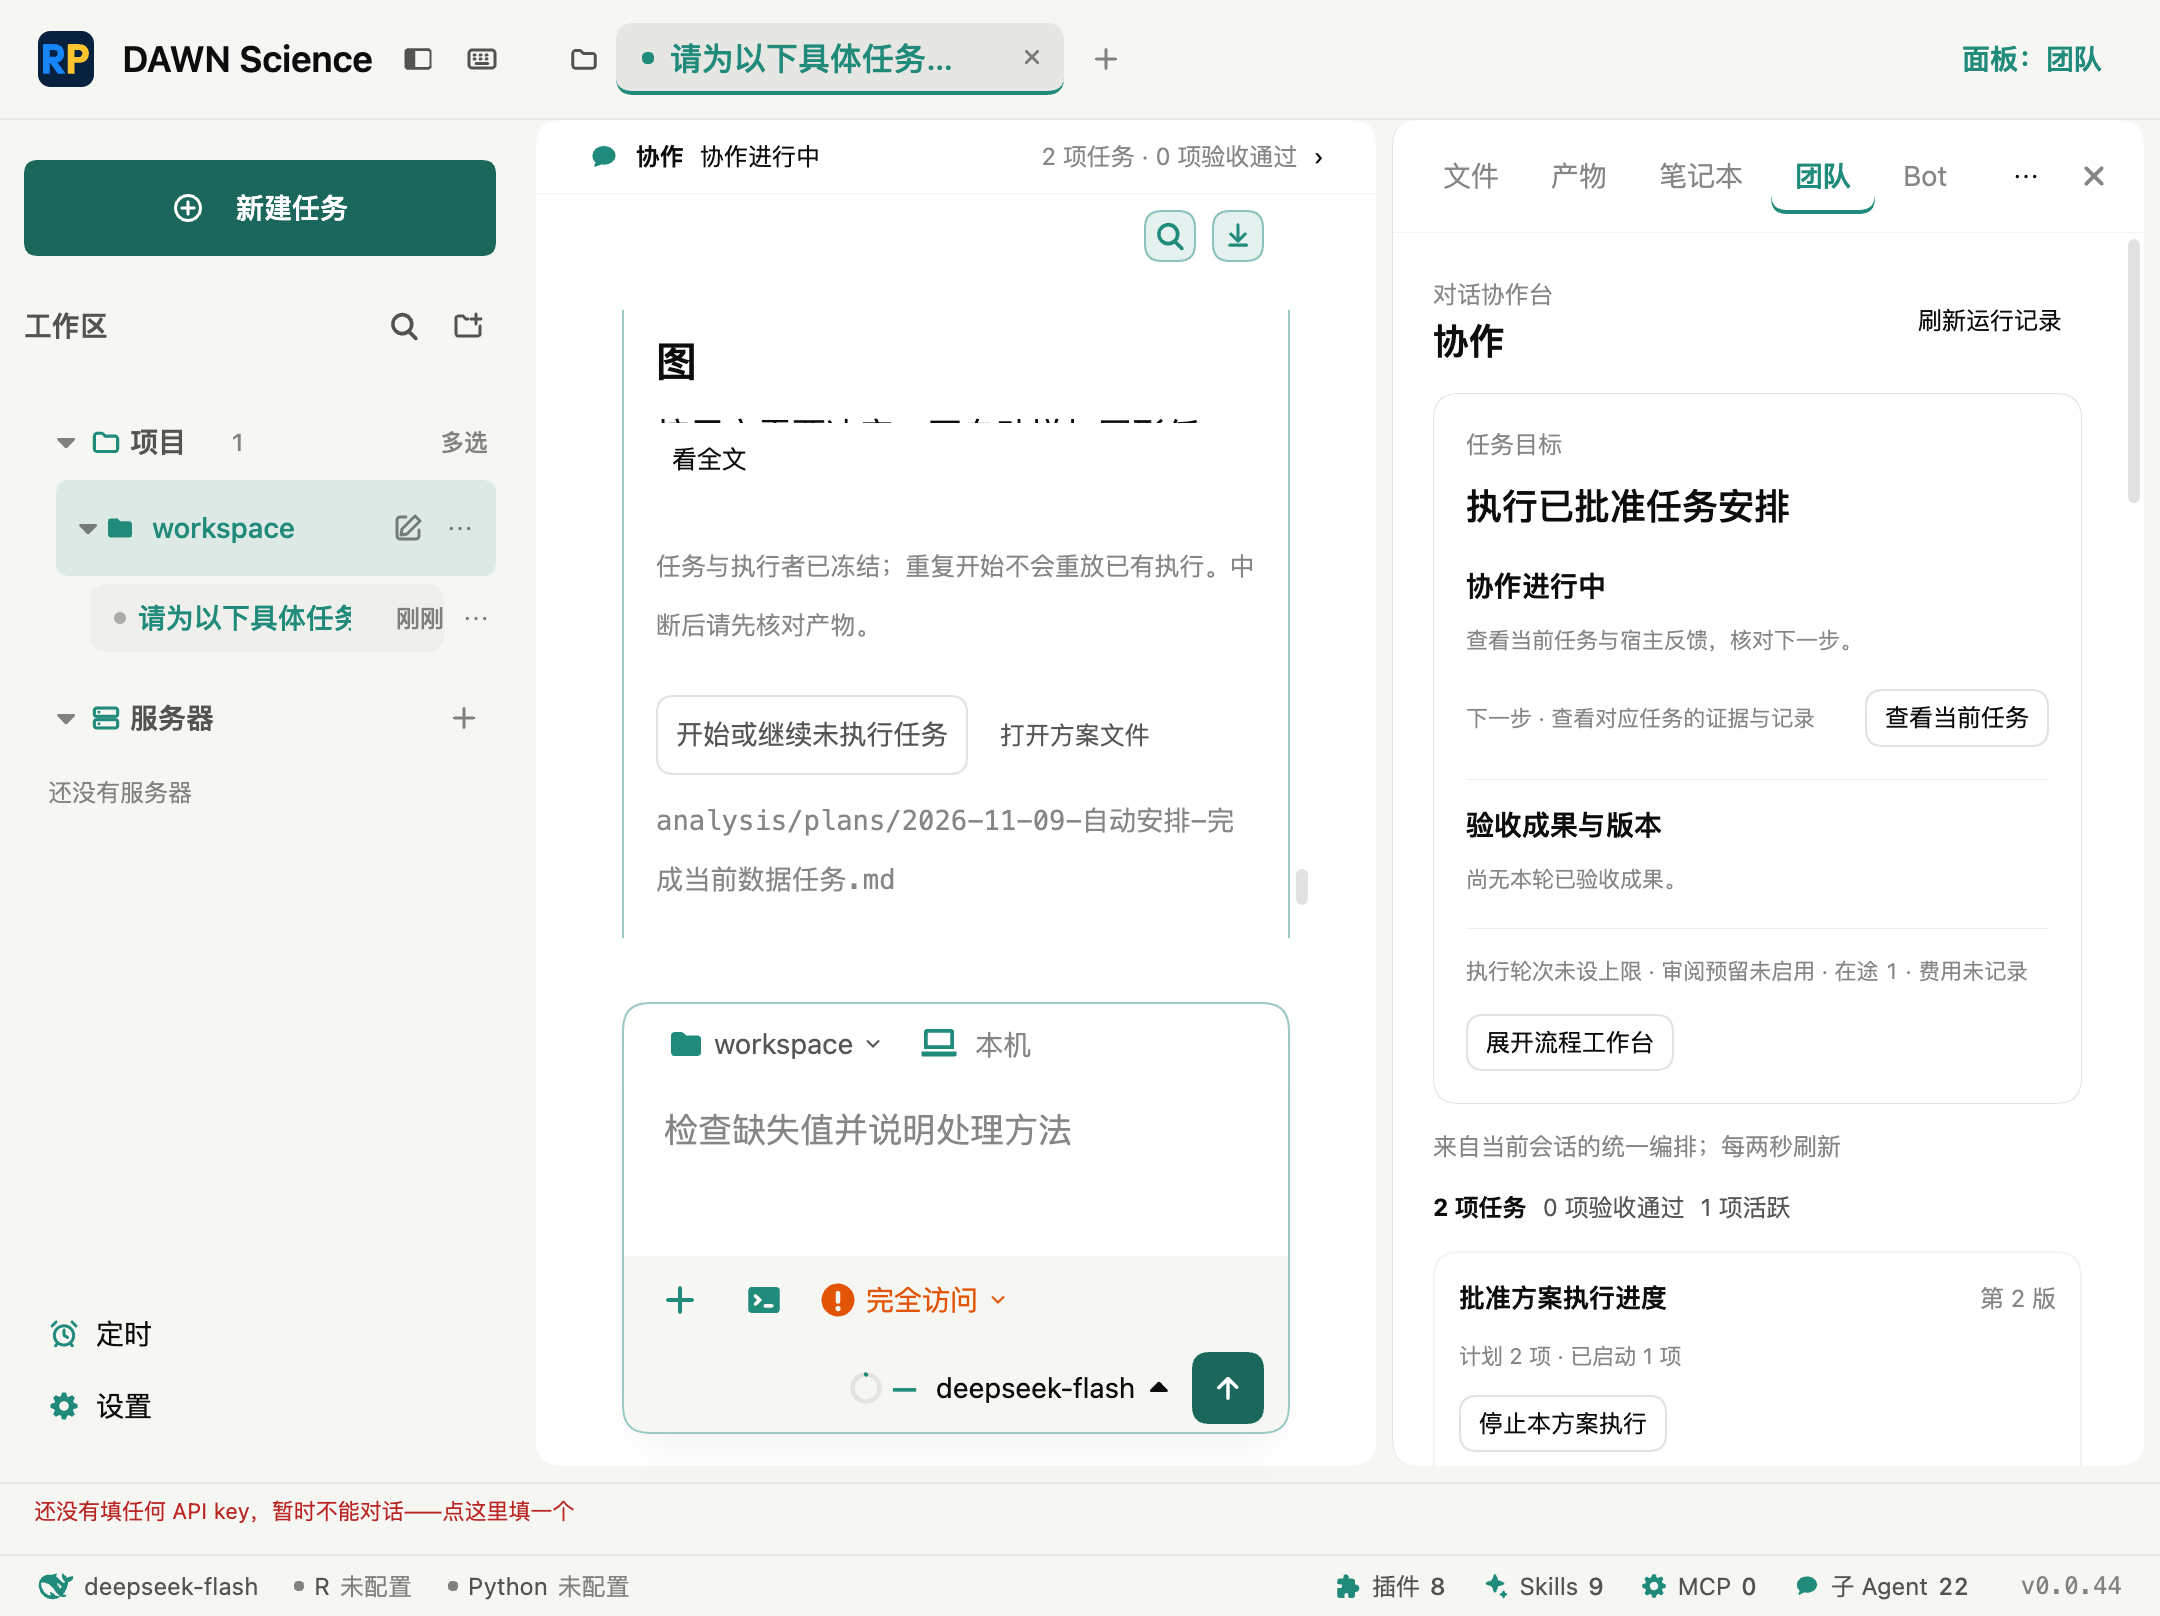 RP
DAWN Science
请为以下具体任务...
面板：团队
新建任务
工作区
项目 1 多选
workspace
请为以下具体任务 刚刚
服务器
还没有服务器
定时
设置
协作 协作进行中 2 项任务 · 0 项验收通过
图
看全文
任务与执行者已冻结；重复开始不会重放已有执行。中
断后请先核对产物。
开始或继续未执行任务 打开方案文件
analysis/plans/2026-11-09-自动安排-完
成当前数据任务.md
workspace 本机
检查缺失值并说明处理方法
完全访问
deepseek-flash
文件 产物 笔记本 团队 Bot
对话协作台
协作
刷新运行记录
任务目标
执行已批准任务安排
协作进行中
查看当前任务与宿主反馈，核对下一步。
下一步 · 查看对应任务的证据与记录 查看当前任务
验收成果与版本
尚无本轮已验收成果。
执行轮次未设上限 · 审阅预留未启用 · 在途 1 · 费用未记录
展开流程工作台
来自当前会话的统一编排；每两秒刷新
2 项任务 0 项验收通过 1 项活跃
批准方案执行进度 第 2 版
计划 2 项 · 已启动 1 项
停止本方案执行
还没有填任何 API key，暂时不能对话——点这里填一个
deepseek-flash R 未配置 Python 未配置 插件 8 Skills 9 MCP 0 子 Agent 22 v0.0.44